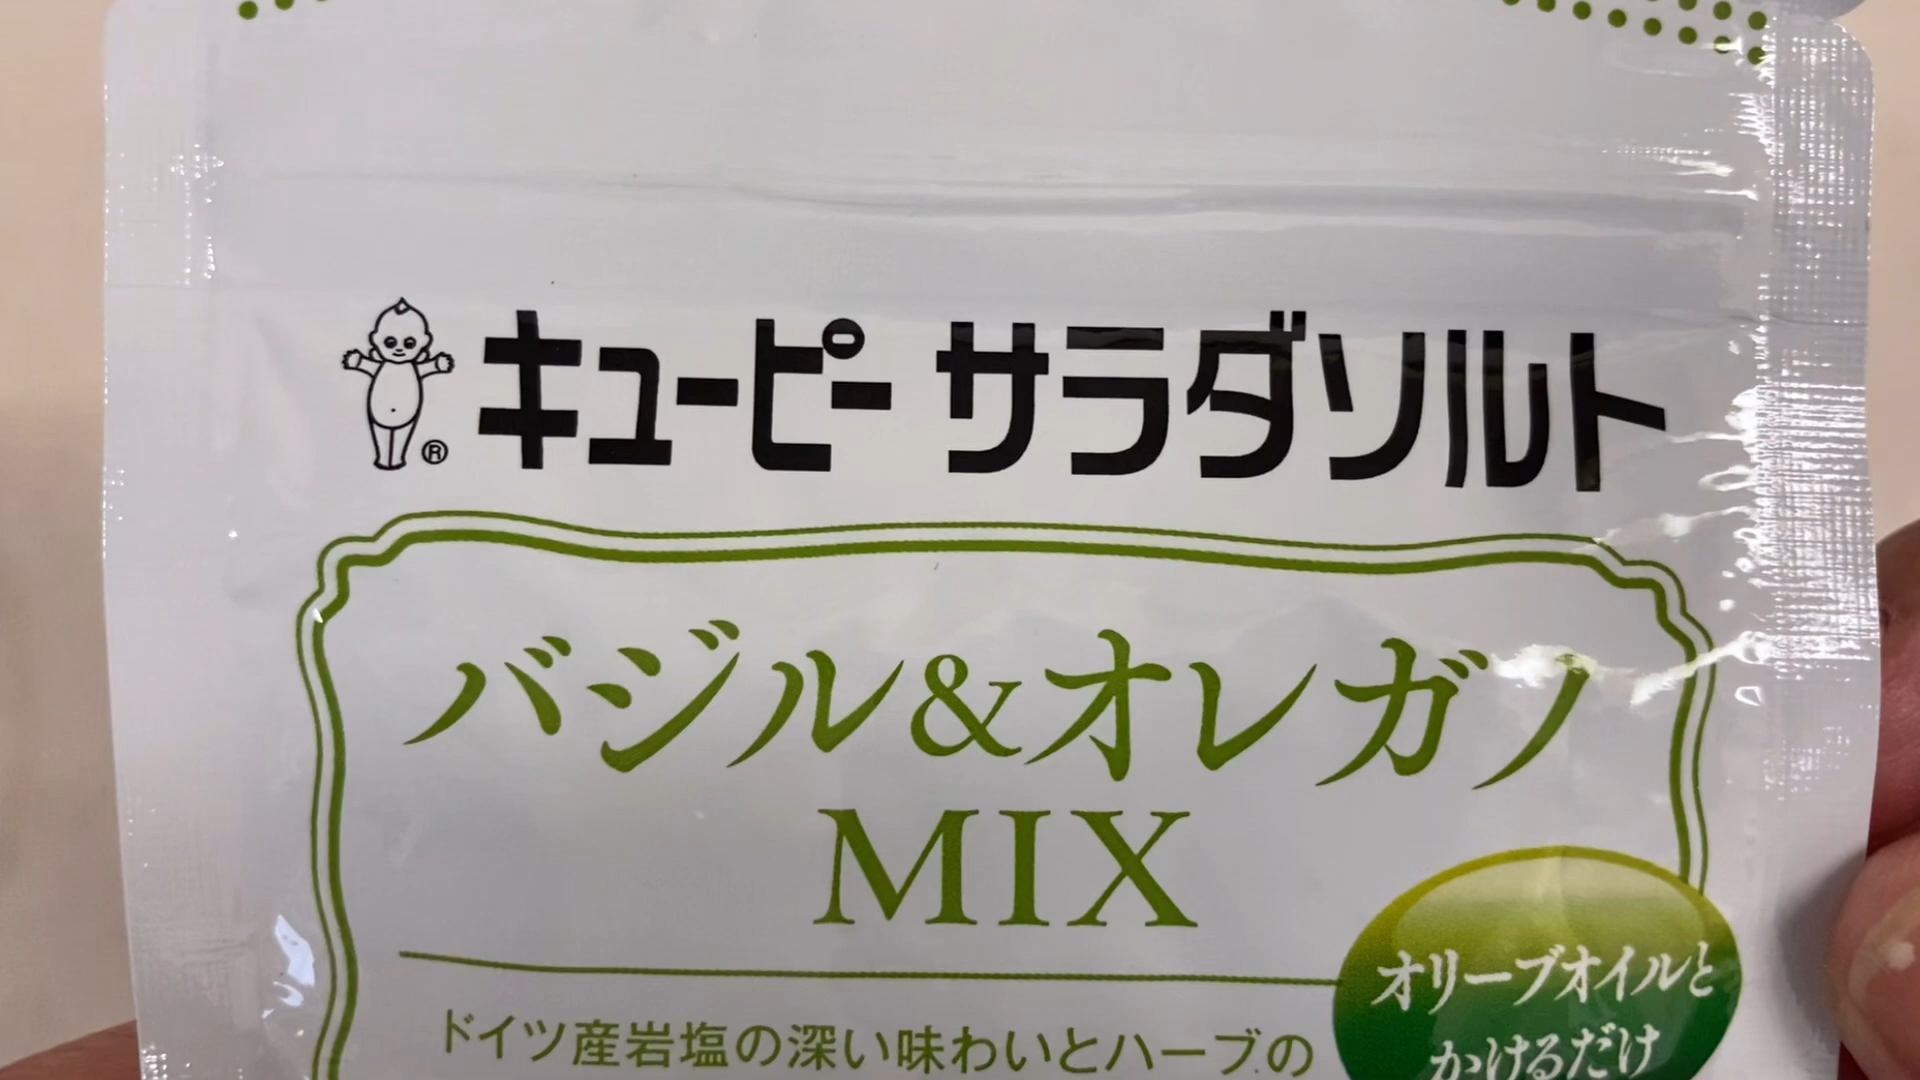 キューピー サラダソルト
®
バジル&オレガノ
MIX
ドイツ産岩塩の深い味わいとハーブの
オリーブオイルと
かけるだけ